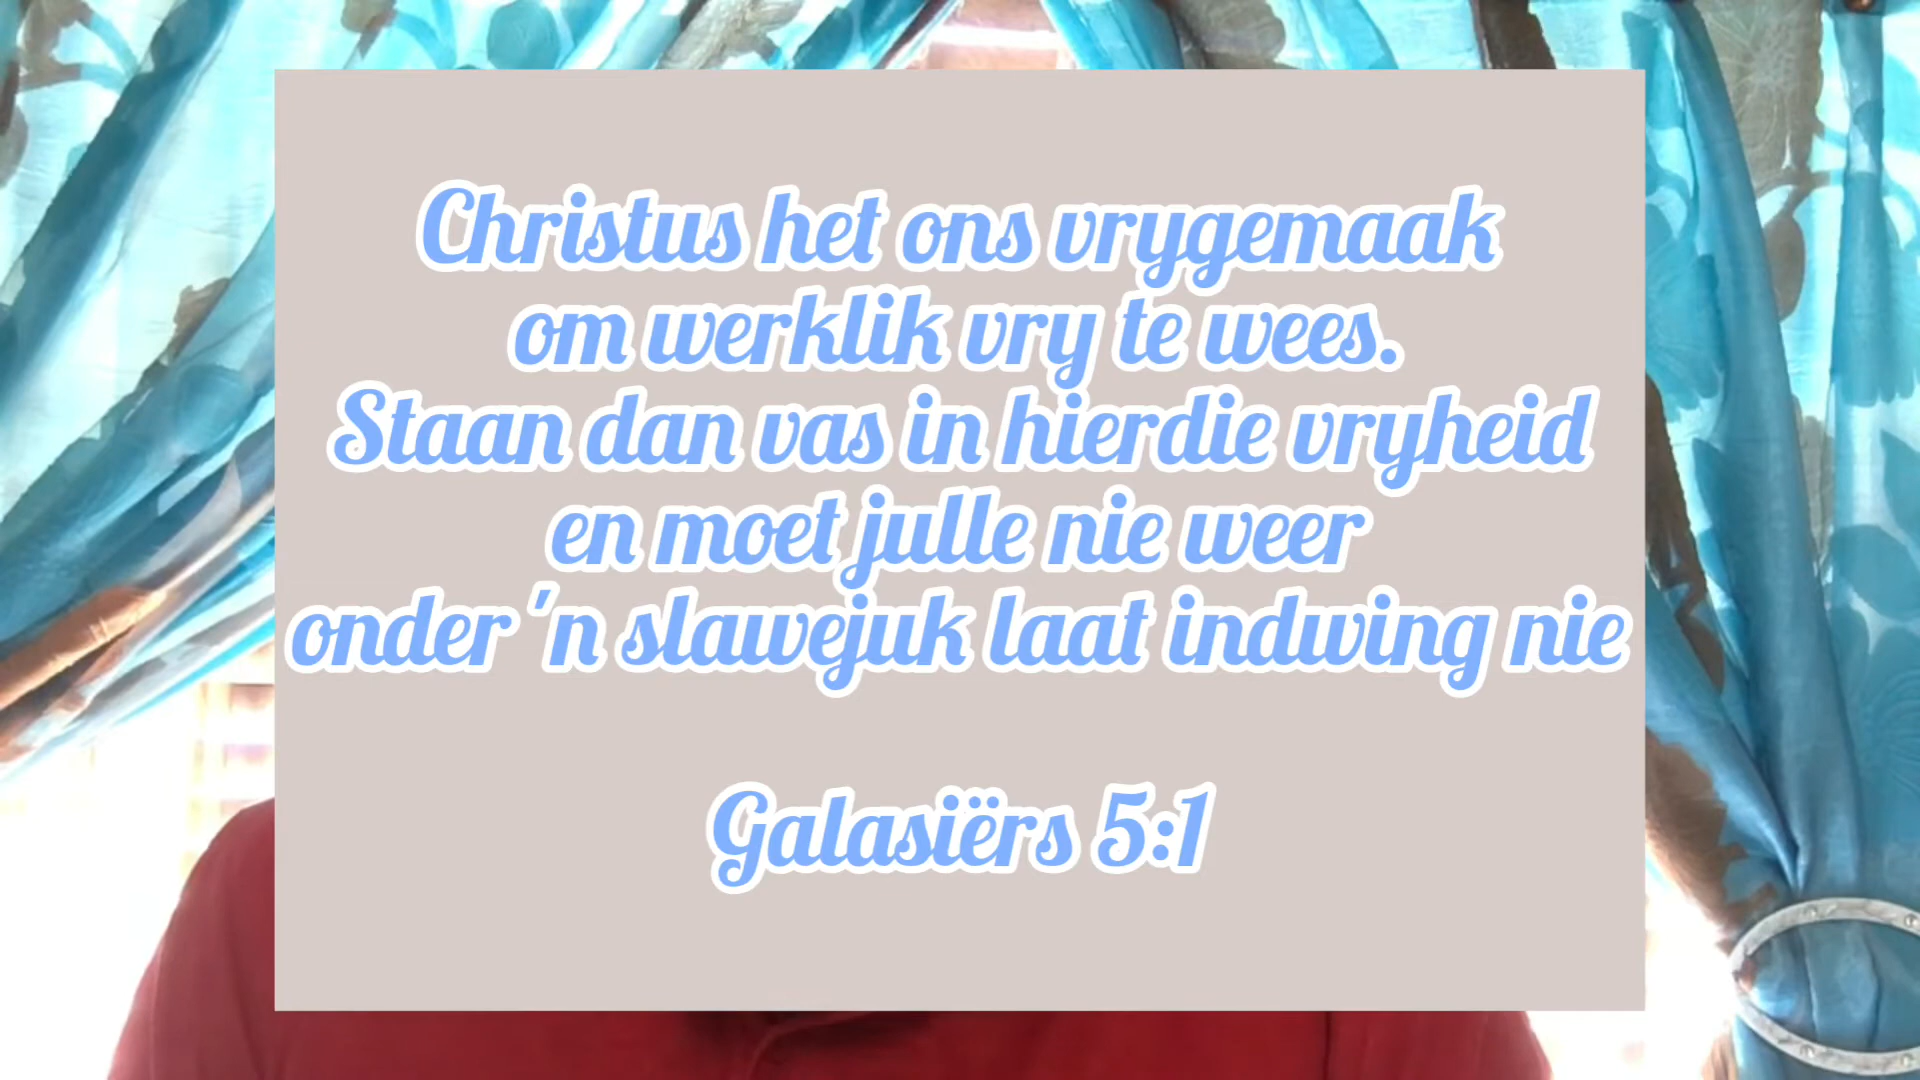 Christus het ons vrygemaak
om werklik vry te wees.
Staan dan vas in hierdie vryheid
en moet julle nie weer
onder 'n slawejuk laat indwing nie
Galasiërs 5:1